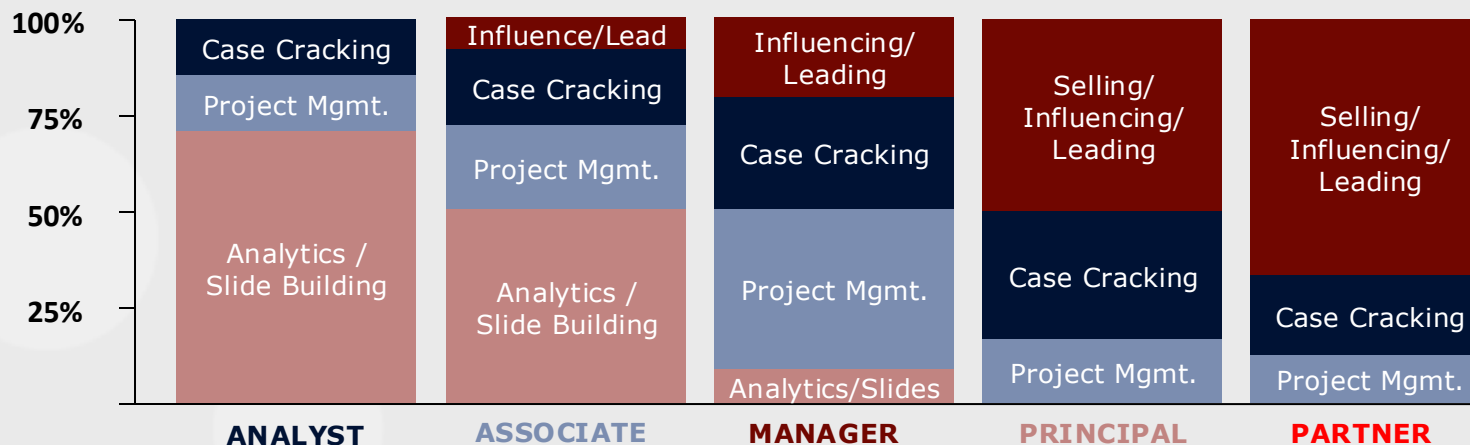 100%
75%
50%
25%
Case Cracking
Project Mgmt.
Analytics /
Slide Building
ANALYST
Influence/Lead
Case Cracking
Project Mgmt.
Analytics /
Slide Building
ASSOCIATE
Influencing/
Leading
Case Cracking
Project Mgmt.
Analytics/Slides
MANAGER
Selling/
Influencing/
Leading
Case Cracking
Project Mgmt.
PRINCIPAL
Selling/
Influencing/
Leading
Case Cracking
Project Mgmt.
PARTNER